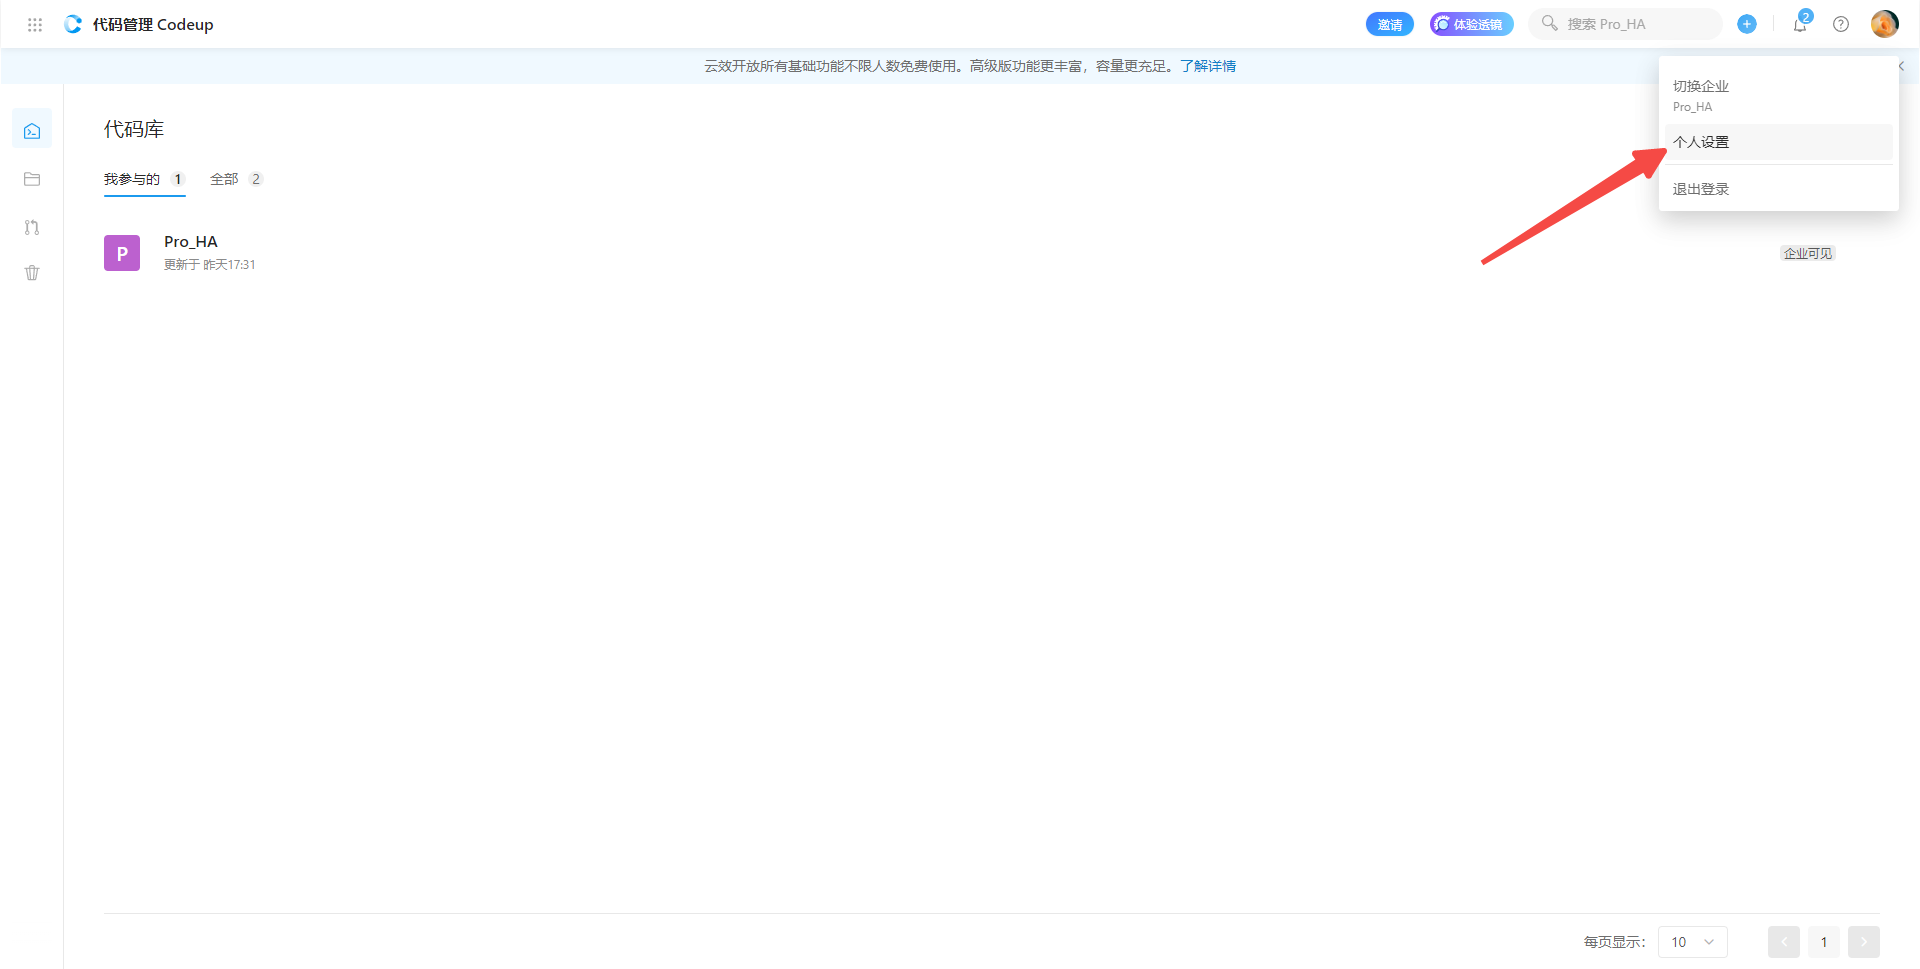 代码管理 Codeup
邀请
体验透镜
搜索 Pro_HA
2
云效开放所有基础功能不限人数免费使用。高级版功能更丰富，容量更充足。了解详情
切换企业
Pro_HA
个人设置
退出登录
代码库
我参与的 1 全部 2
P
Pro_HA
更新于 昨天17:31
企业可见
每页显示： 10 1